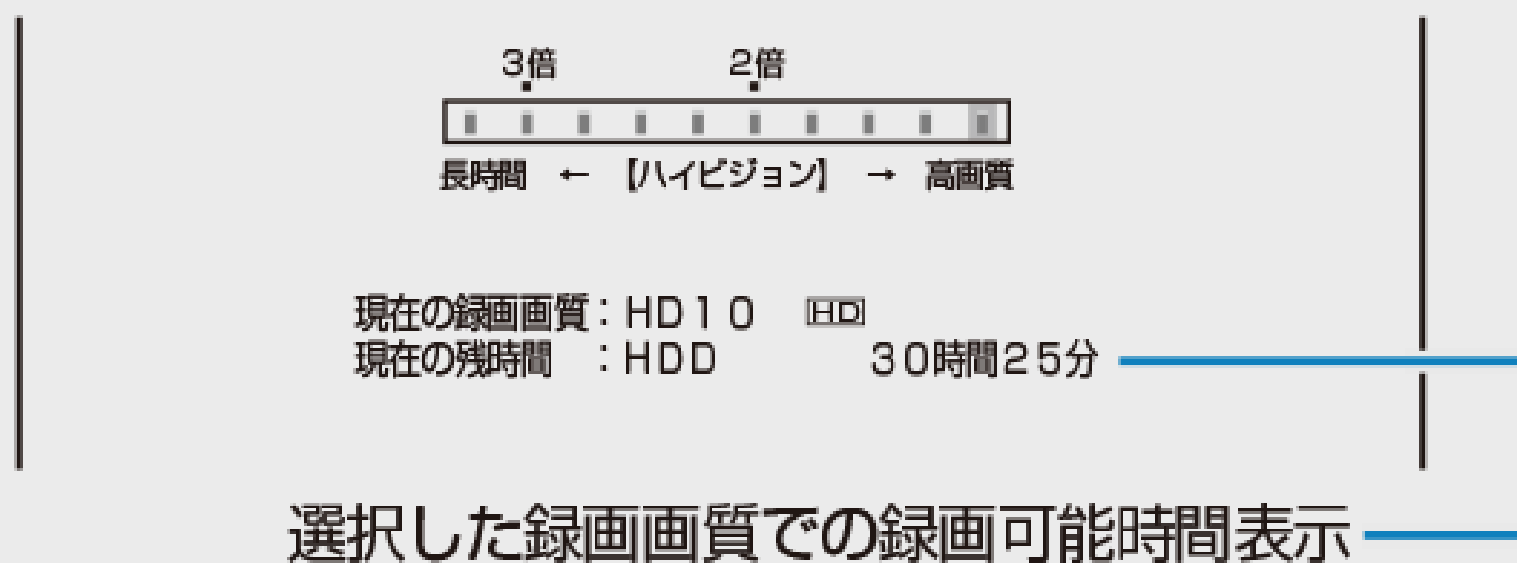 3倍 2倍
長時間 ← 【ハイビジョン】 → 高画質
現在の録画画質：HD10 HD
現在の残時間 ：HDD 30時間25分
選択した録画画質での録画可能時間表示